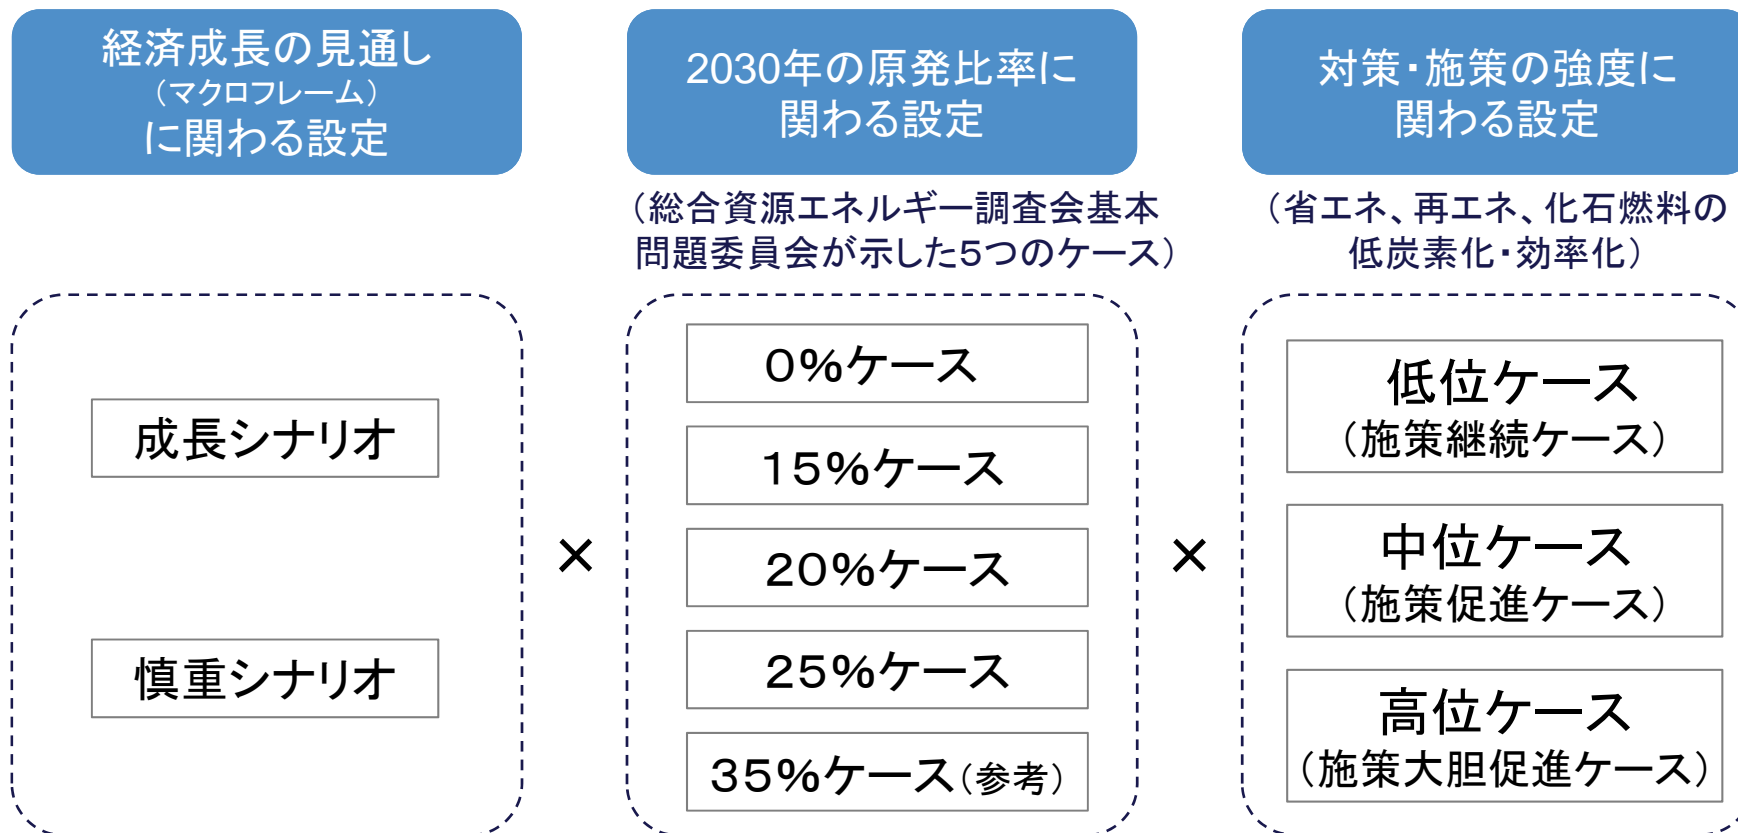 経済成長の見通し
（マクロフレーム）
に関わる設定
2030年の原発比率に
関わる設定
対策・施策の強度に
関わる設定
（総合資源エネルギー調査会基本
問題委員会が示した5つのケース）
（省エネ、再エネ、化石燃料の
低炭素化・効率化）
成長シナリオ
慎重シナリオ
×
0%ケース
15%ケース
20%ケース
25%ケース
35%ケース（参考）
×
低位ケース
（施策継続ケース）
中位ケース
（施策促進ケース）
高位ケース
（施策大胆促進ケース）